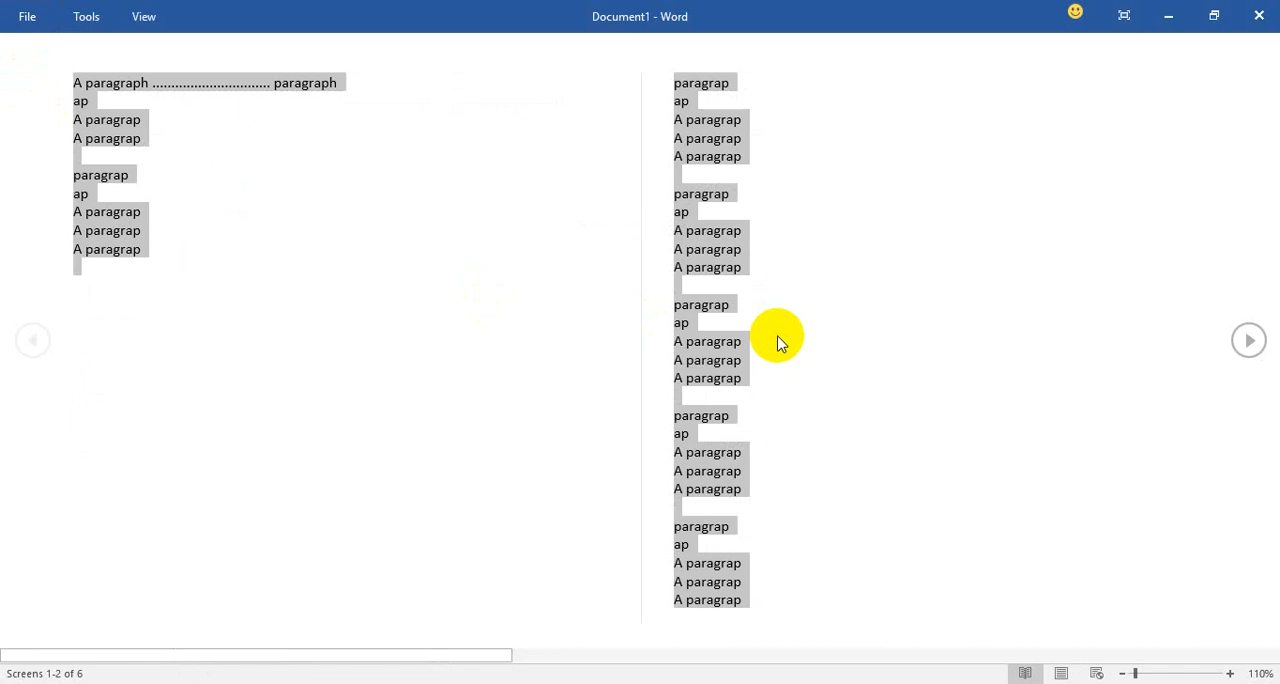 File Tools View Document1 - Word
A paragraph ............................... paragraph
ap
A paragrap
A paragrap
paragrap
ap
A paragrap
A paragrap
A paragrap
paragrap
ap
A paragrap
A paragrap
A paragrap
paragrap
ap
A paragrap
A paragrap
A paragrap
paragrap
ap
A paragrap
A paragrap
A paragrap
paragrap
ap
A paragrap
A paragrap
A paragrap
paragrap
ap
A paragrap
A paragrap
A paragrap
Screens 1-2 of 6 110%